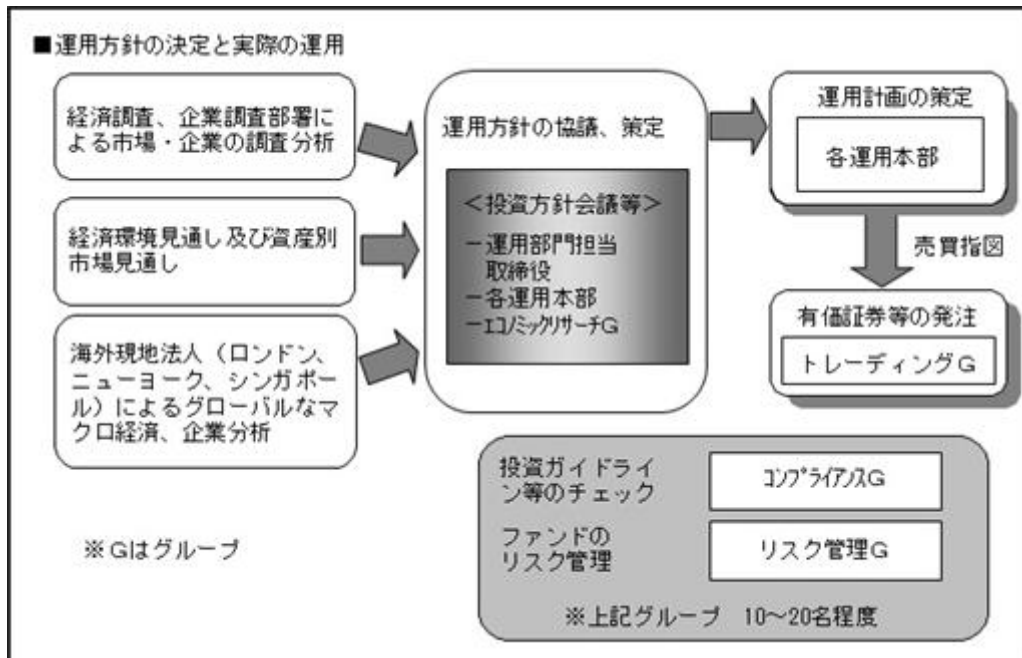 ■運用方針の決定と実際の運用
経済調査、企業調査部署に
よる市場・企業の調査分析
経済環境見通し及び資産別
市場見通し
海外現地法人（ロンドン、
ニューヨーク、シンガポー
ル）によるグローバルなマ
クロ経済、企業分析
運用方針の協議、策定
＜投資方針会議等＞
－運用部門担当
取締役
－各運用本部
－ｴｺﾉﾐｯｸﾘｻｰﾁG
運用計画の策定
各運用本部
売買指図
有価証券等の発注
トレーディングG
投資ガイドライ
ン等のチェック
ｺﾝﾌﾟﾗｲｱﾝｽG
ファンドの
リスク管理
リスク管理G
※上記グループ　10～20名程度
※Gはグループ